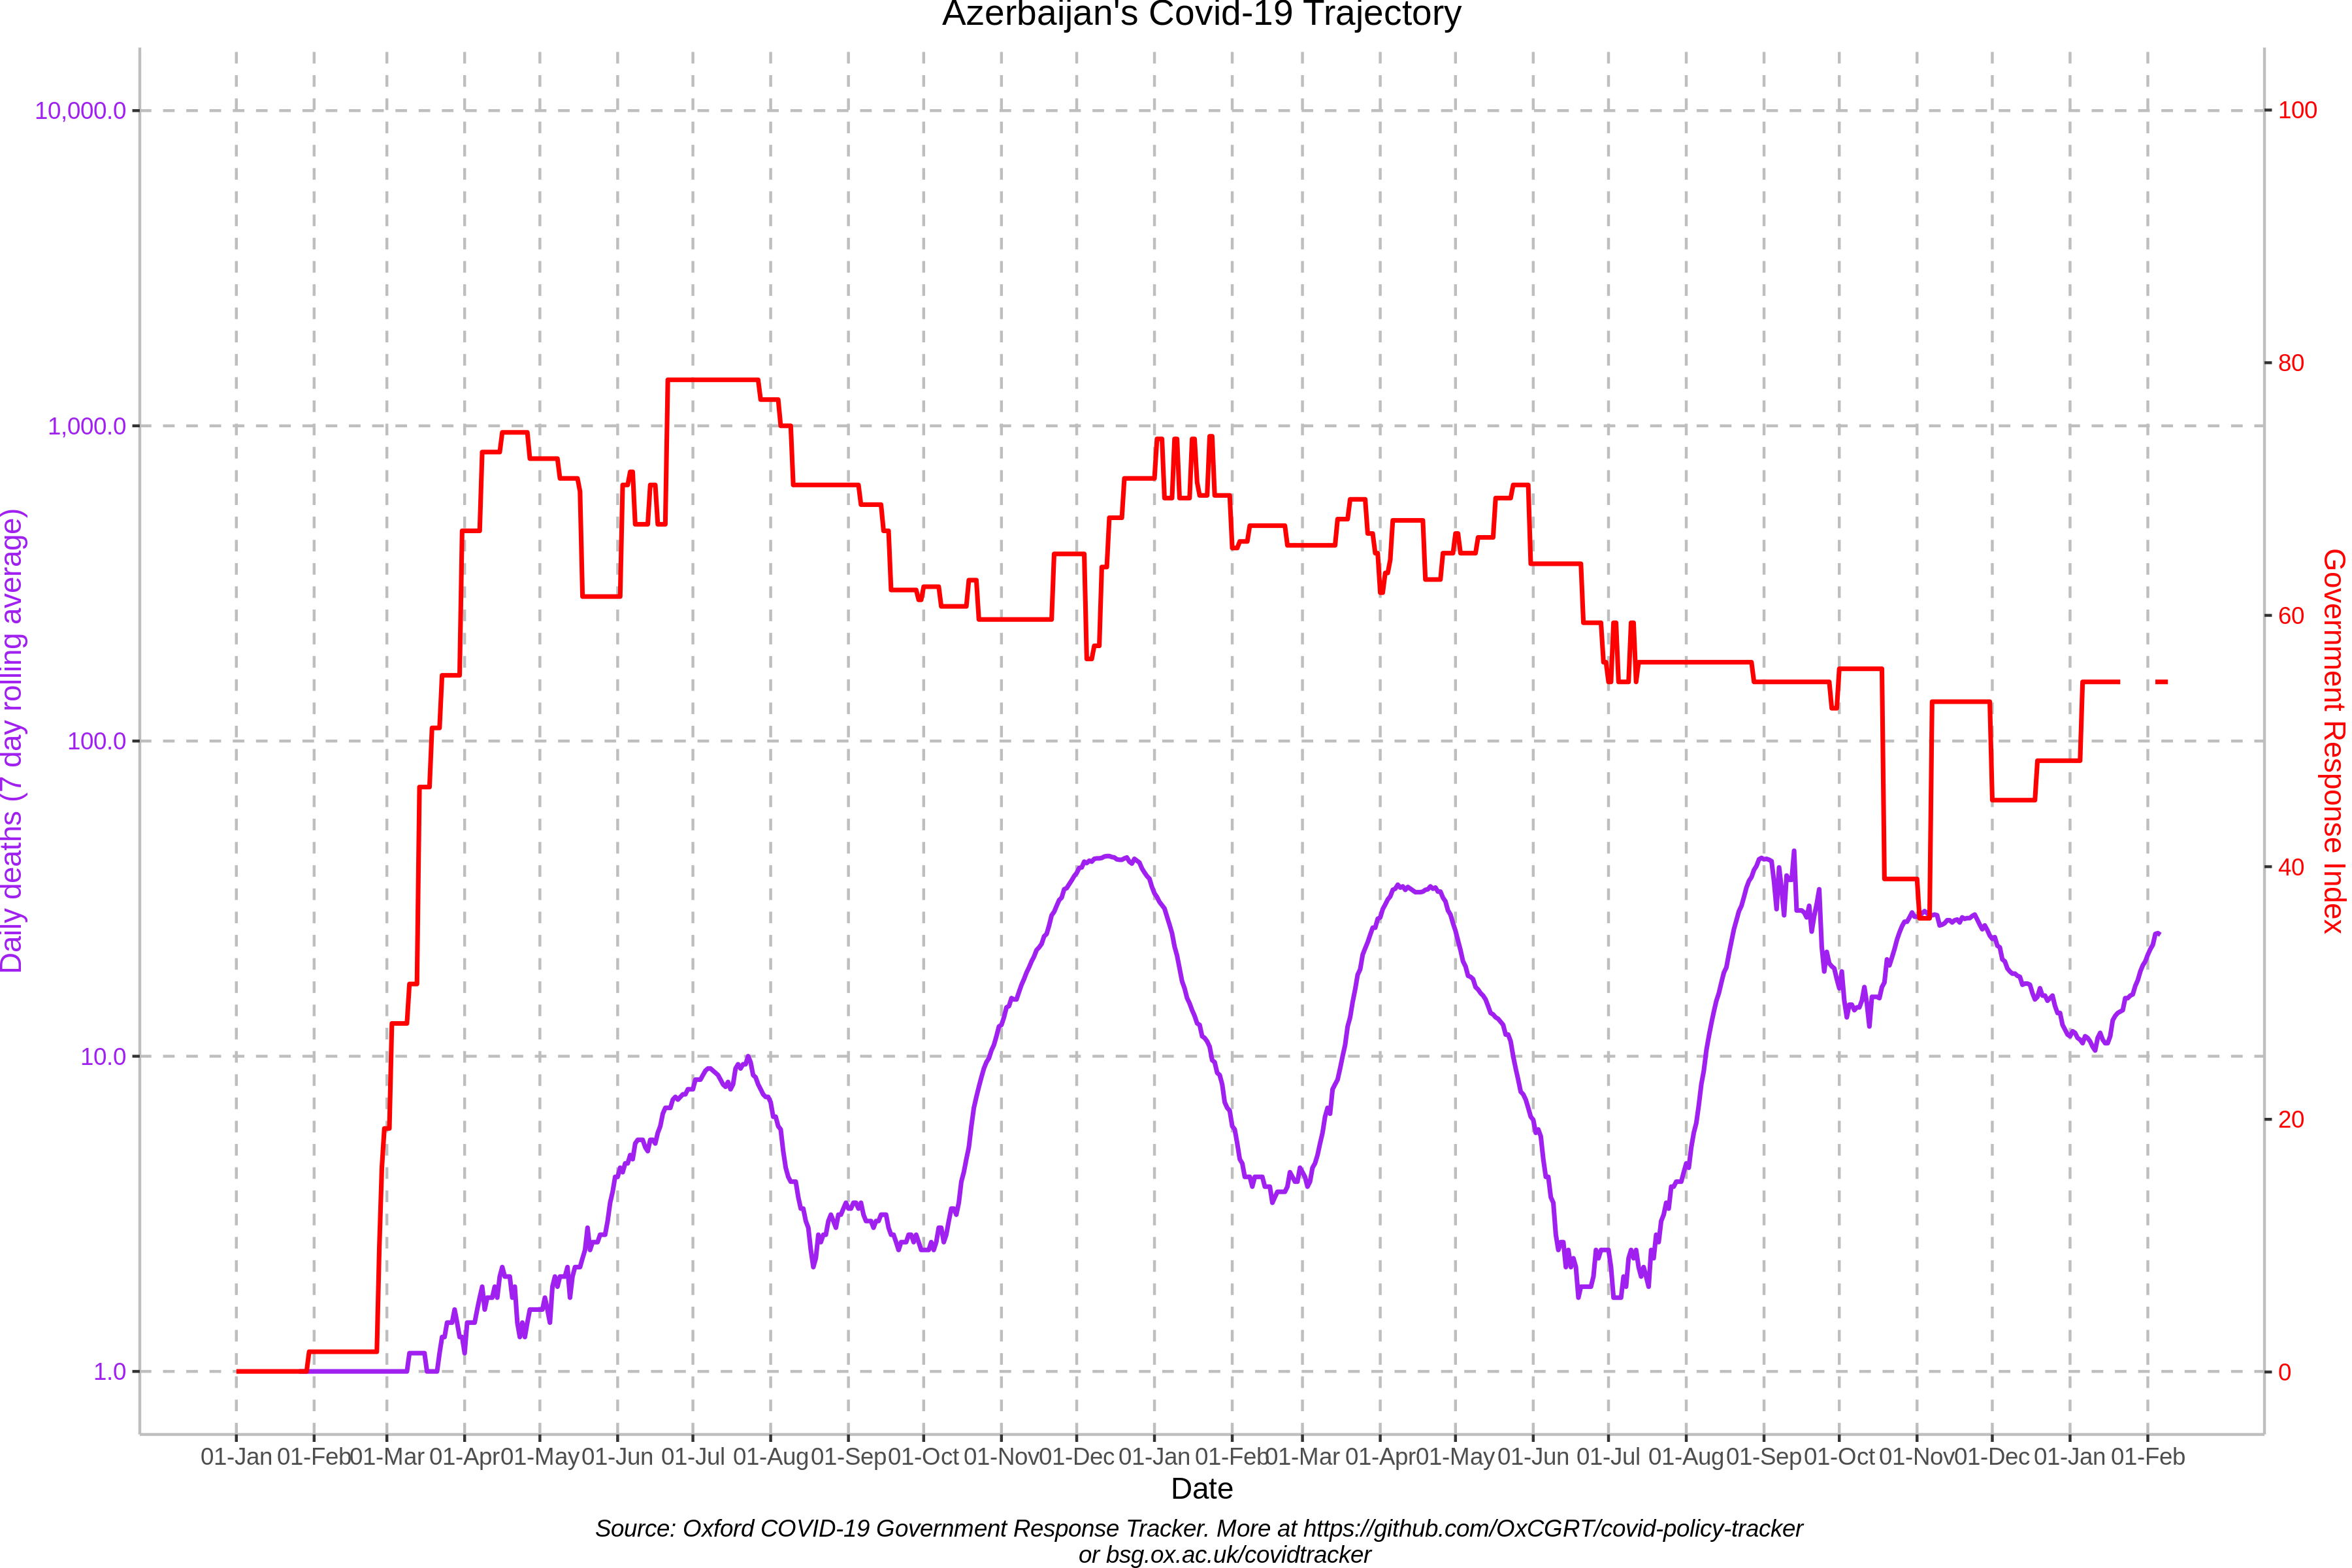 Azerbaijan's Covid-19 Trajectory
10,000.0
1,000.0
100.0
10.0
1.0
Daily deaths (7 day rolling average)
100
80
60
40
20
0
Government Response Index
01-Jan 01-Feb 01-Mar 01-Apr 01-May 01-Jun 01-Jul 01-Aug 01-Sep 01-Oct 01-Nov 01-Dec 01-Jan 01-Feb 01-Mar 01-Apr 01-May 01-Jun 01-Jul 01-Aug 01-Sep 01-Oct 01-Nov 01-Dec 01-Jan 01-Feb
Date
Source: Oxford COVID-19 Government Response Tracker. More at https://github.com/OxCGRT/covid-policy-tracker
or bsg.ox.ac.uk/covidtracker